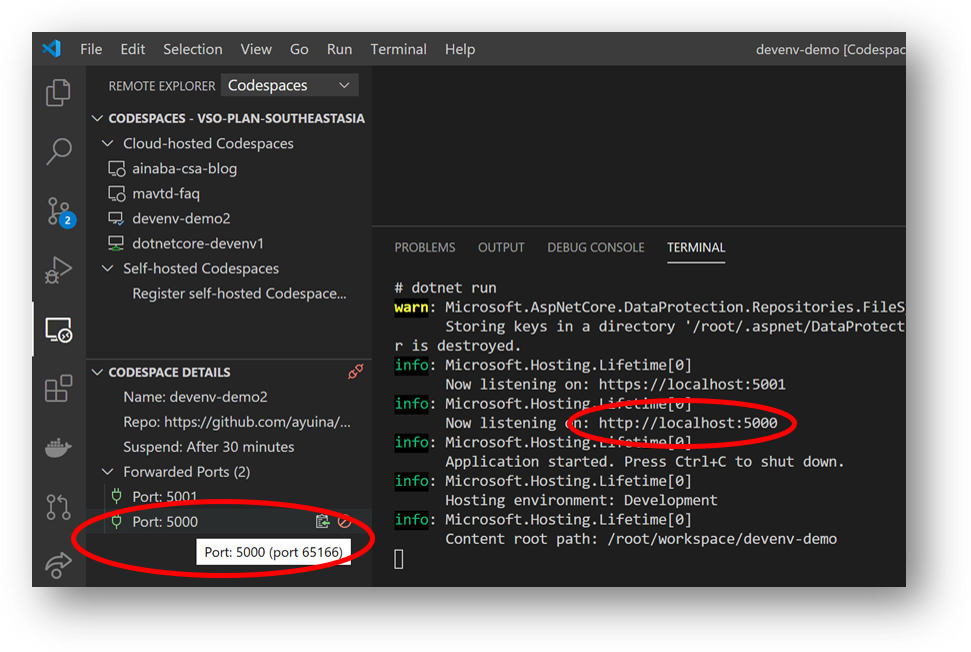 File Edit Selection View Go Run Terminal Help devenv-demo [Codespac
REMOTE EXPLORER Codespaces
CODESPACES - VSO-PLAN-SOUTHEASTASIA
Cloud-hosted Codespaces
ainaba-csa-blog
mavtd-faq
devenv-demo2
dotnetcore-devenv1
Self-hosted Codespaces
Register self-hosted Codespace...
2
CODESPACE DETAILS
Name: devenv-demo2
Repo: https://github.com/ayuina/...
Suspend: After 30 minutes
Forwarded Ports (2)
Port: 5001
Port: 5000
Port: 5000 (port 65166)
PROBLEMS OUTPUT DEBUG CONSOLE TERMINAL
# dotnet run
warn: Microsoft.AspNetCore.DataProtection.Repositories.FileS
Storing keys in a directory '/root/.aspnet/DataProtect
r is destroyed.
info: Microsoft.Hosting.Lifetime[0]
Now listening on: https://localhost:5001
info: Microsoft.Hosting.Lifetime[0]
Now listening on: http://localhost:5000
info: Microsoft.Hosting.Lifetime[0]
Application started. Press Ctrl+C to shut down.
info: Microsoft.Hosting.Lifetime[0]
Hosting environment: Development
info: Microsoft.Hosting.Lifetime[0]
Content root path: /root/workspace/devenv-demo